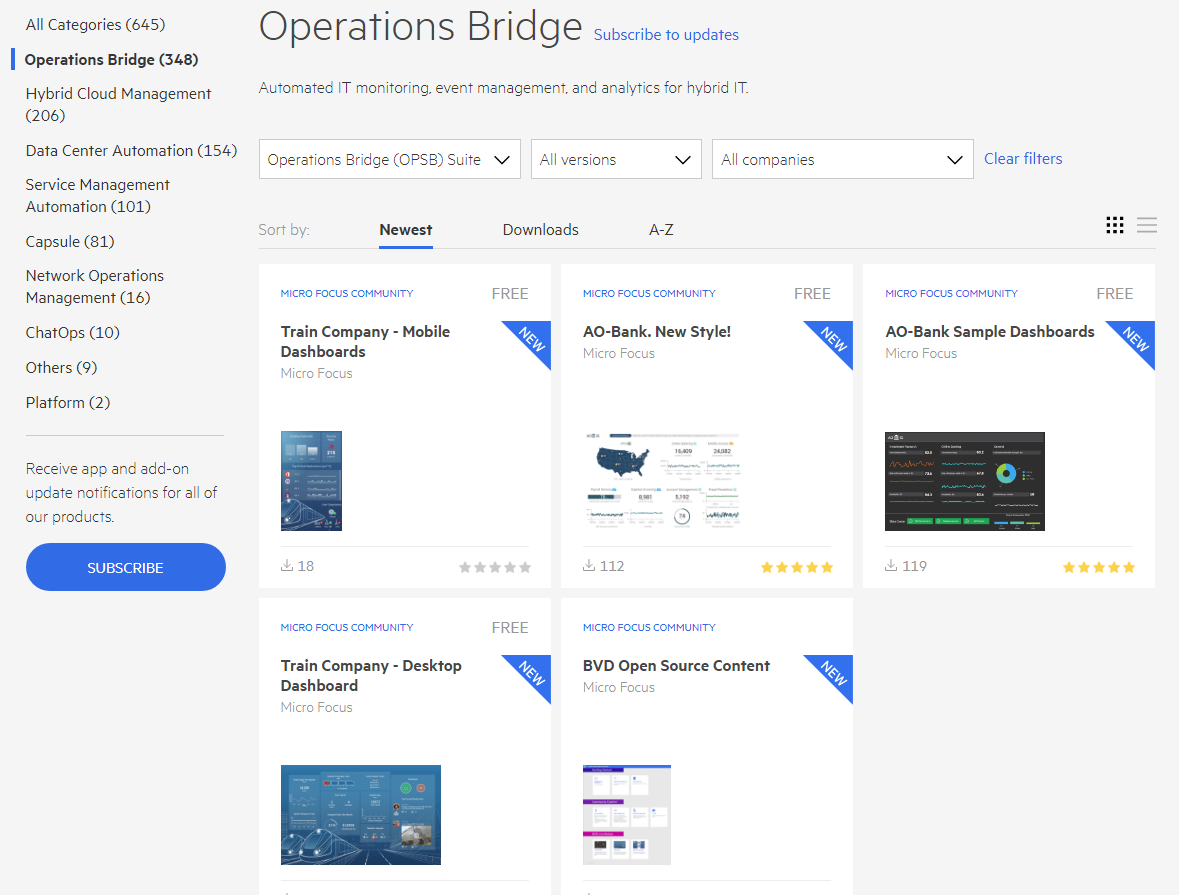 All Categories (645)
Operations Bridge (348)
Hybrid Cloud Management
(206)
Data Center Automation (154)
Service Management
Automation (101)
Capsule (81)
Network Operations
Management (16)
ChatOps (10)
Others (9)
Platform (2)
Receive app and add-on
update notifications for all of
our products.
SUBSCRIBE
Operations Bridge Subscribe to updates
Automated IT monitoring, event management, and analytics for hybrid IT.
Operations Bridge (OPSB) Suite All versions All companies Clear filters
Sort by: Newest Downloads A-Z
MICRO FOCUS COMMUNITY FREE
Train Company - Mobile
Dashboards
Micro Focus
NEW
18
MICRO FOCUS COMMUNITY FREE
AO-Bank. New Style!
Micro Focus
NEW
16,409
24,082
8,981
5,192
74
112
MICRO FOCUS COMMUNITY FREE
AO-Bank Sample Dashboards
Micro Focus
NEW
119
MICRO FOCUS COMMUNITY FREE
Train Company - Desktop
Dashboard
Micro Focus
NEW
MICRO FOCUS COMMUNITY
BVD Open Source Content
Micro Focus
NEW